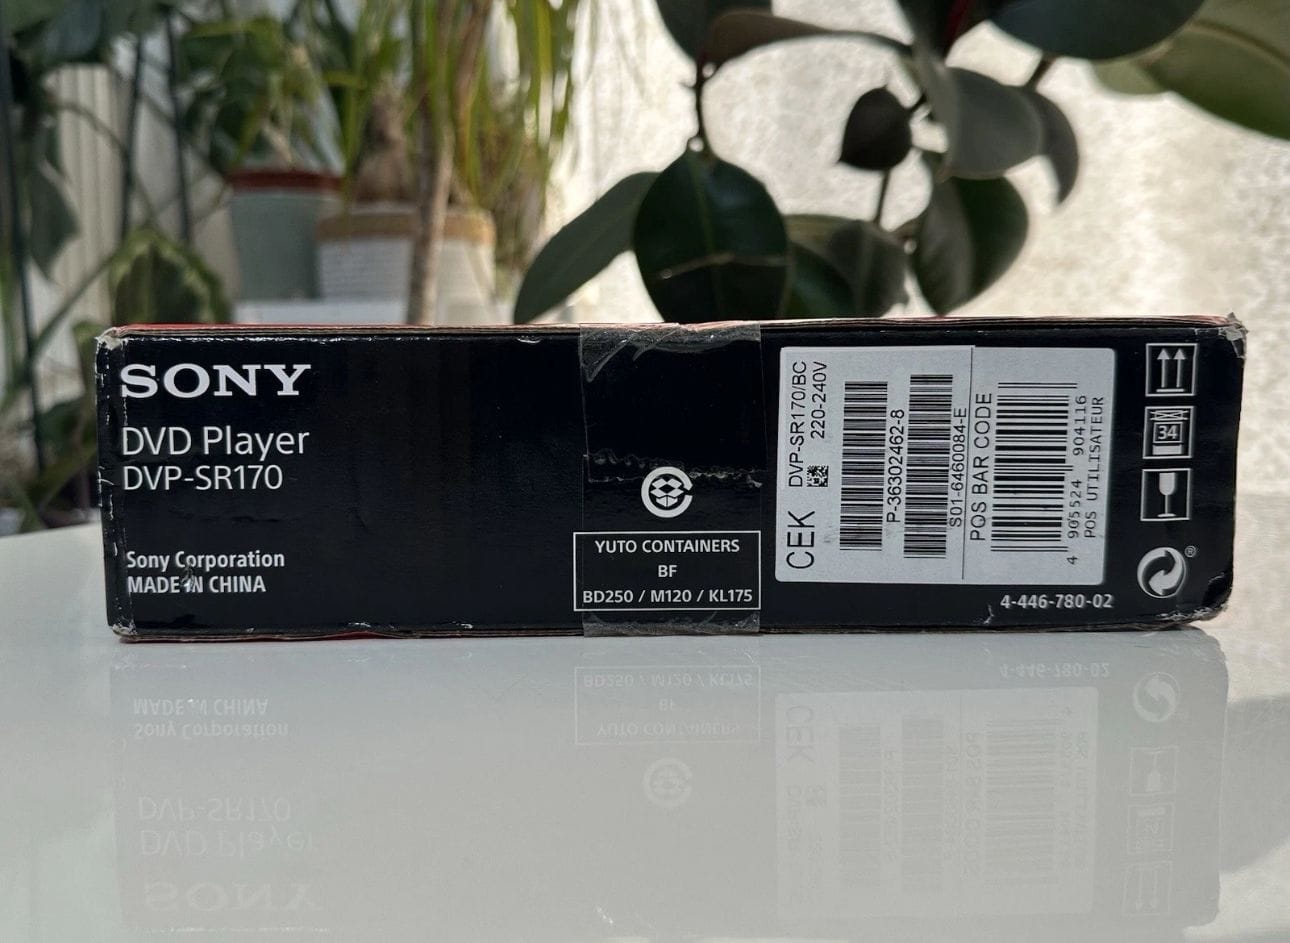 SONY
DVD Player
DVP-SR170
Sony Corporation
MADE IN CHINA
YUTO CONTAINERS
BF
BD250 / M120 / KL175
CEK
DVP-SR170/BC
220-240V
P-36302462-8
S01-6460084-E
POS BAR CODE
4 905524 904116
POS UTILISATEUR
34
®
4-446-780-02